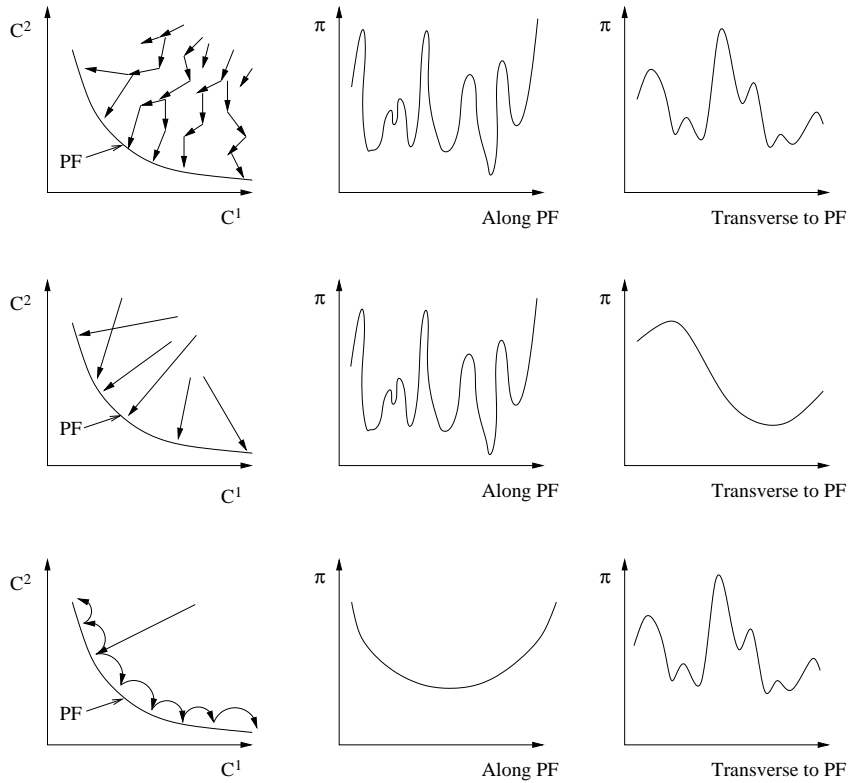 C²
PF
C¹
π
Along PF
π
Transverse to PF
C²
PF
C¹
π
Along PF
π
Transverse to PF
C²
PF
C¹
π
Along PF
π
Transverse to PF